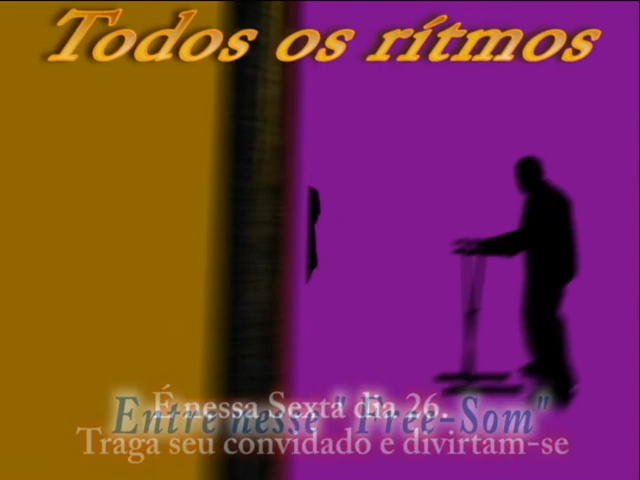 Todos os rítmos
É nessa Sexta dia 26.
Entre nesse " Free-Som"
Traga seu convidado e divirtam-se